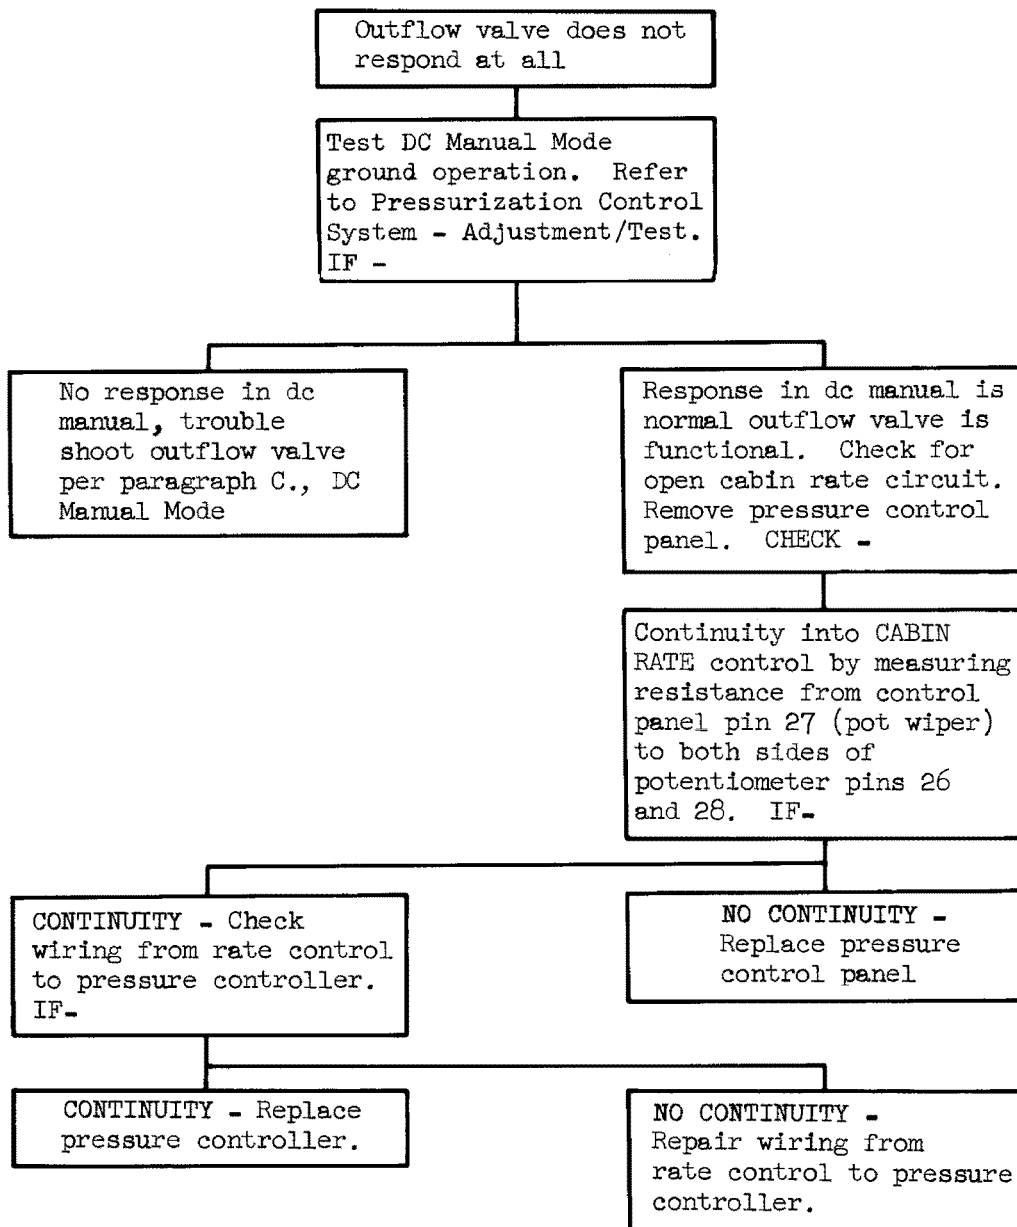 Outflow valve does not
respond at all
Test DC Manual Mode
ground operation. Refer
to Pressurization Control
System - Adjustment/Test.
IF -
No response in dc
manual, trouble
shoot outflow valve
per paragraph C., DC
Manual Mode
Response in dc manual is
normal outflow valve is
functional. Check for
open cabin rate circuit.
Remove pressure control
panel. CHECK -
Continuity into CABIN
RATE control by measuring
resistance from control
panel pin 27 (pot wiper)
to both sides of
potentiometer pins 26
and 28. IF-
CONTINUITY - Check
wiring from rate control
to pressure controller.
IF-
NO CONTINUITY -
Replace pressure
control panel
CONTINUITY - Replace
pressure controller.
NO CONTINUITY -
Repair wiring from
rate control to pressure
controller.